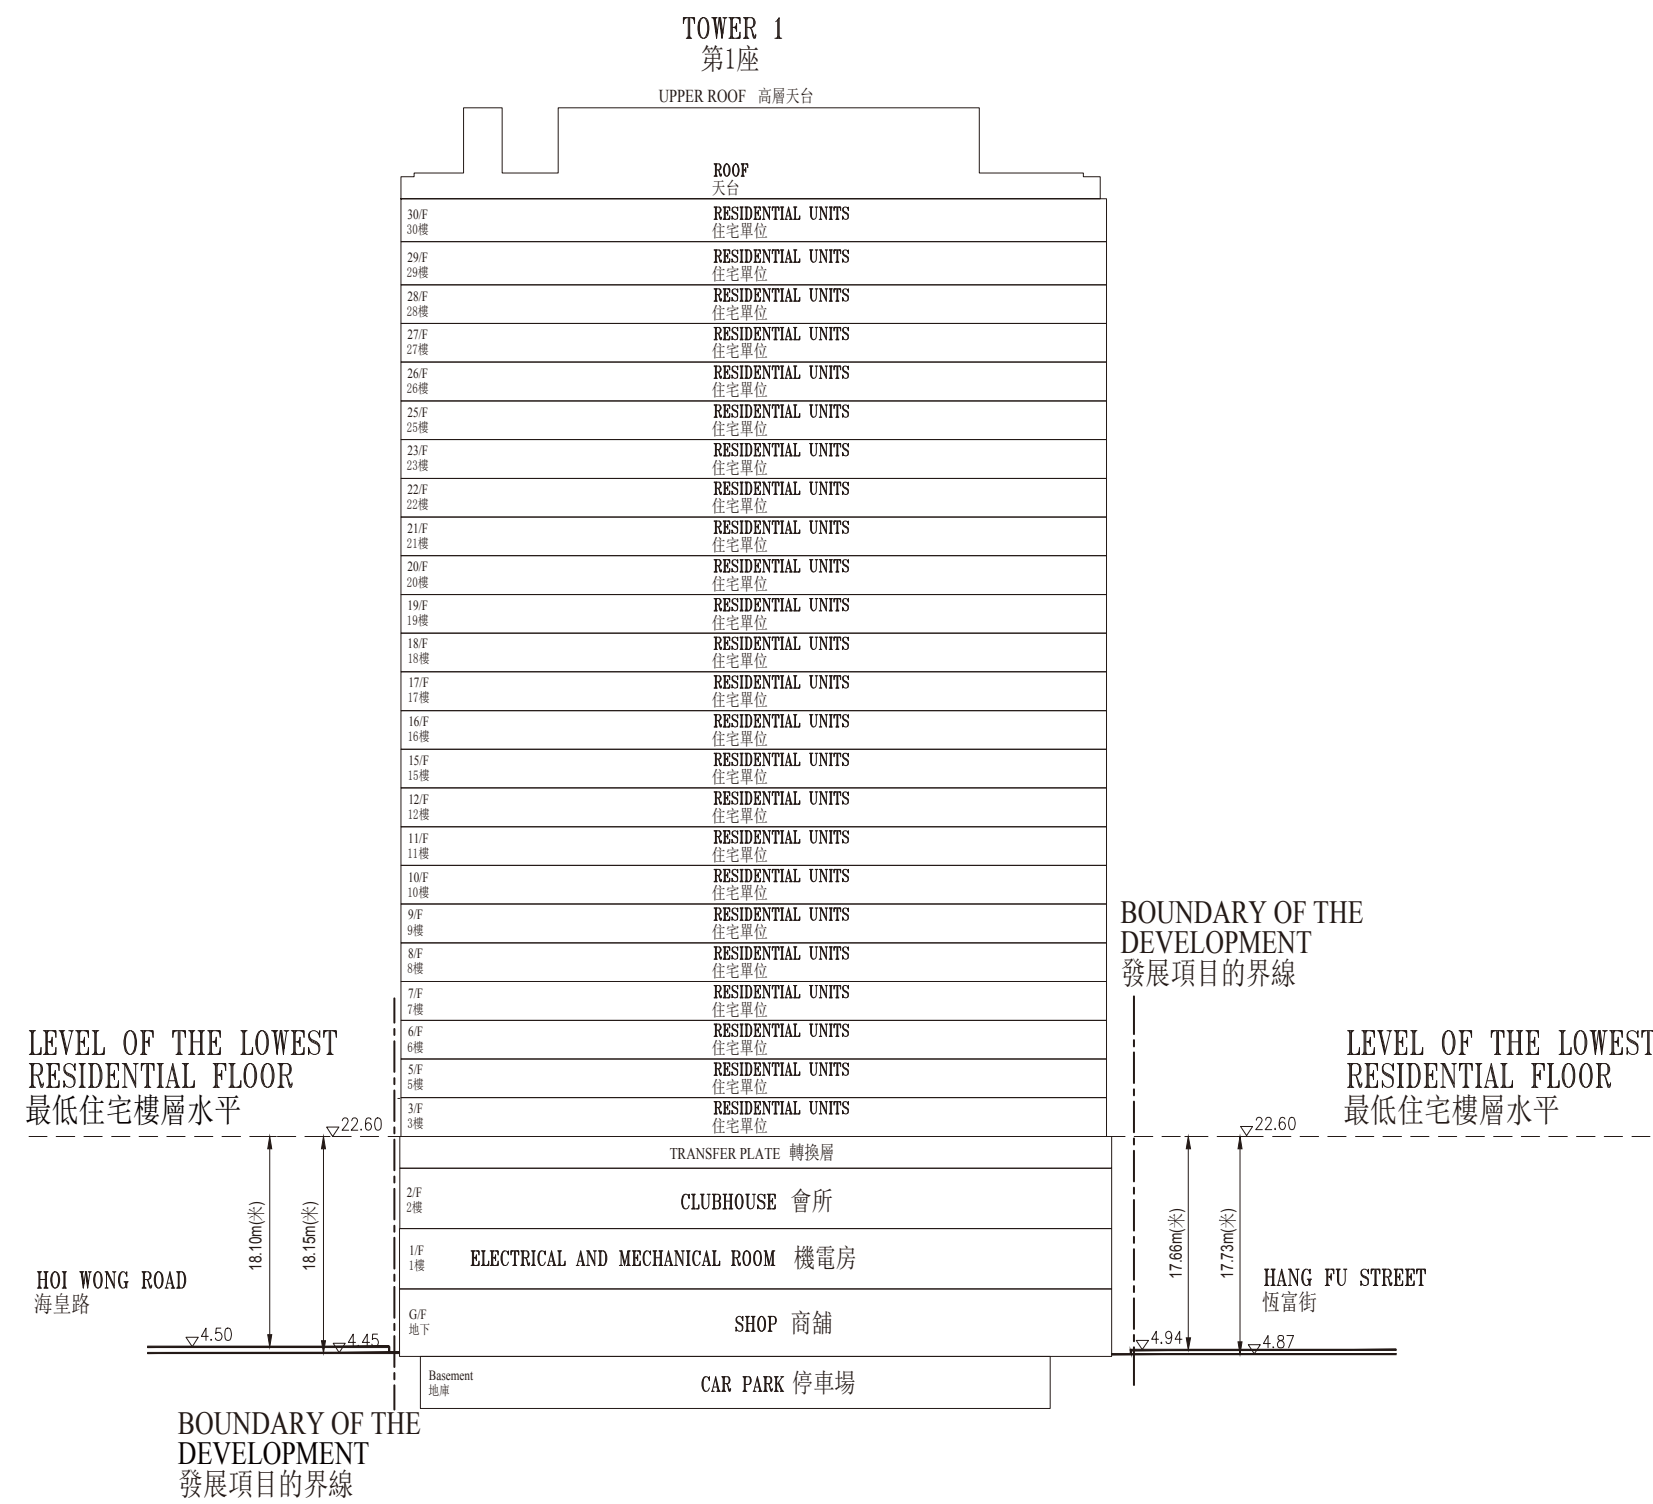 TOWER 1
第1座
UPPER ROOF 高層天台
ROOF
天台
30/F RESIDENTIAL UNITS
30樓 住宅單位
29/F RESIDENTIAL UNITS
29樓 住宅單位
28/F RESIDENTIAL UNITS
28樓 住宅單位
27/F RESIDENTIAL UNITS
27樓 住宅單位
26/F RESIDENTIAL UNITS
26樓 住宅單位
25/F RESIDENTIAL UNITS
25樓 住宅單位
23/F RESIDENTIAL UNITS
23樓 住宅單位
22/F RESIDENTIAL UNITS
22樓 住宅單位
21/F RESIDENTIAL UNITS
21樓 住宅單位
20/F RESIDENTIAL UNITS
20樓 住宅單位
19/F RESIDENTIAL UNITS
19樓 住宅單位
18/F RESIDENTIAL UNITS
18樓 住宅單位
17/F RESIDENTIAL UNITS
17樓 住宅單位
16/F RESIDENTIAL UNITS
16樓 住宅單位
15/F RESIDENTIAL UNITS
15樓 住宅單位
12/F RESIDENTIAL UNITS
12樓 住宅單位
11/F RESIDENTIAL UNITS
11樓 住宅單位
10/F RESIDENTIAL UNITS
10樓 住宅單位
9/F RESIDENTIAL UNITS
9樓 住宅單位
8/F RESIDENTIAL UNITS
8樓 住宅單位
7/F RESIDENTIAL UNITS
7樓 住宅單位
6/F RESIDENTIAL UNITS
6樓 住宅單位
5/F RESIDENTIAL UNITS
5樓 住宅單位
3/F RESIDENTIAL UNITS
3樓 住宅單位
BOUNDARY OF THE
DEVELOPMENT
發展項目的界線
LEVEL OF THE LOWEST
RESIDENTIAL FLOOR
最低住宅樓層水平
22.60
LEVEL OF THE LOWEST
RESIDENTIAL FLOOR
最低住宅樓層水平
22.60
TRANSFER PLATE 轉換層
2/F
2樓
CLUBHOUSE 會所
1/F
1樓
ELECTRICAL AND MECHANICAL ROOM 機電房
G/F
地下
SHOP 商舖
Basement
地庫
CAR PARK 停車場
18.10m(米)
18.15m(米)
17.66m(米)
17.73m(米)
HOI WONG ROAD
海皇路
HANG FU STREET
恆富街
4.50
4.45
4.94
4.87
BOUNDARY OF THE
DEVELOPMENT
發展項目的界線